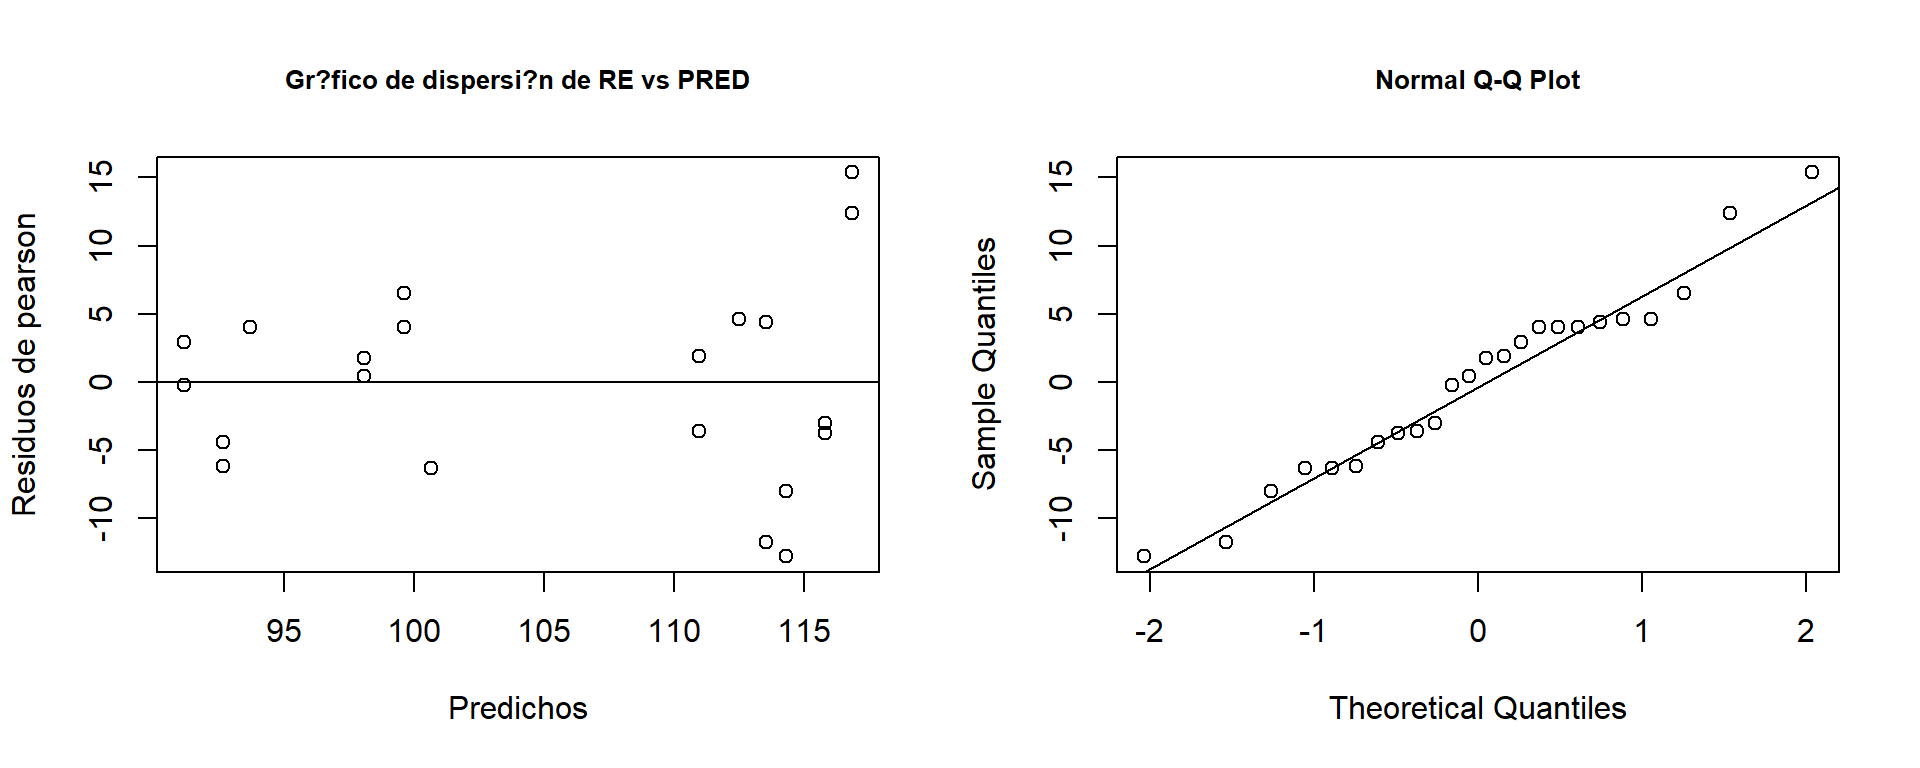 Gr?fico de dispersi?n de RE vs PRED
Residuos de pearson
15
10
5
0
-5
-10
95 100 105 110 115
Predichos
Normal Q-Q Plot
Sample Quantiles
15
10
5
0
-5
-10
-2 -1 0 1 2
Theoretical Quantiles